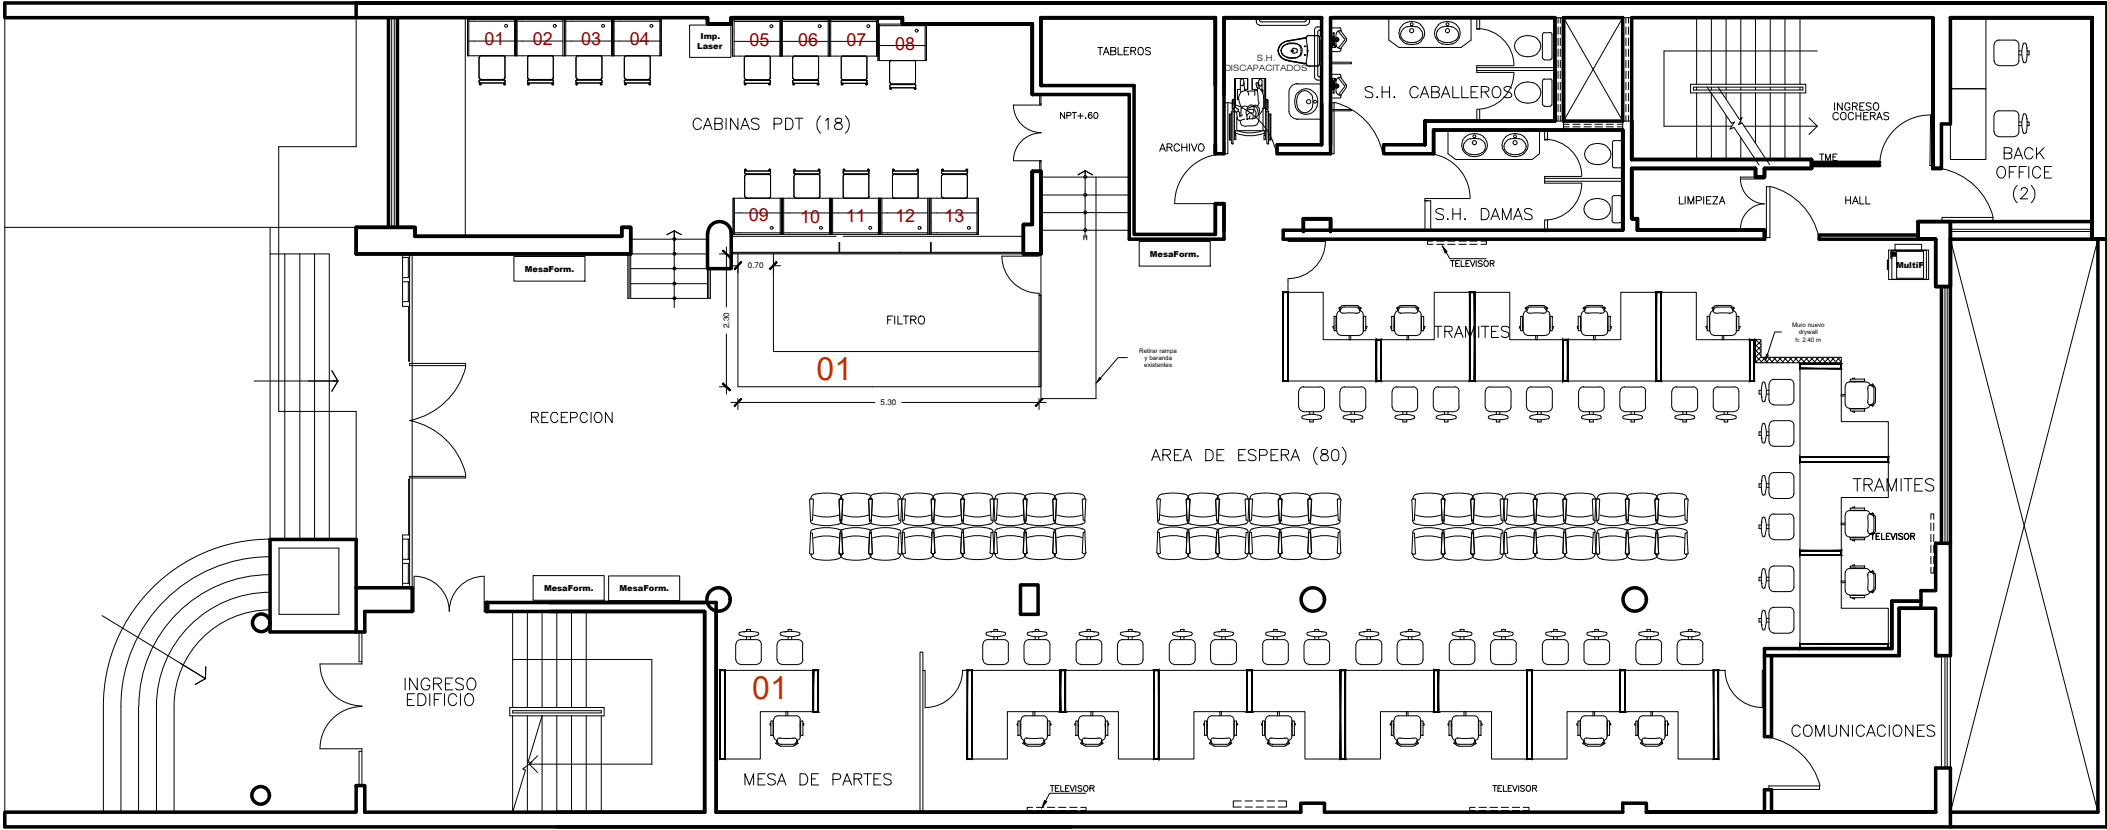 01
02
03
04
Imp.
Laser
05
06
07
08
CABINAS PDT (18)
09
10
11
12
13
TABLEROS
NPT+.60
ARCHIVO
S.H.
DISCAPACITADOS
S.H. CABALLEROS
S.H. DAMAS
INGRESO
COCHERAS
TME
LIMPIEZA
HALL
BACK
OFFICE
(2)
MesaForm.
0.70
2.30
FILTRO
01
5.30
Retirar rampa
y baranda
existentes
MesaForm.
TELEVISOR
MultiF
TRAMITES
Muro nuevo
drywall
h: 2.40 m
RECEPCION
AREA DE ESPERA (80)
TRAMITES
TELEVISOR
MesaForm.
MesaForm.
INGRESO
EDIFICIO
01
MESA DE PARTES
TELEVISOR
TELEVISOR
COMUNICACIONES